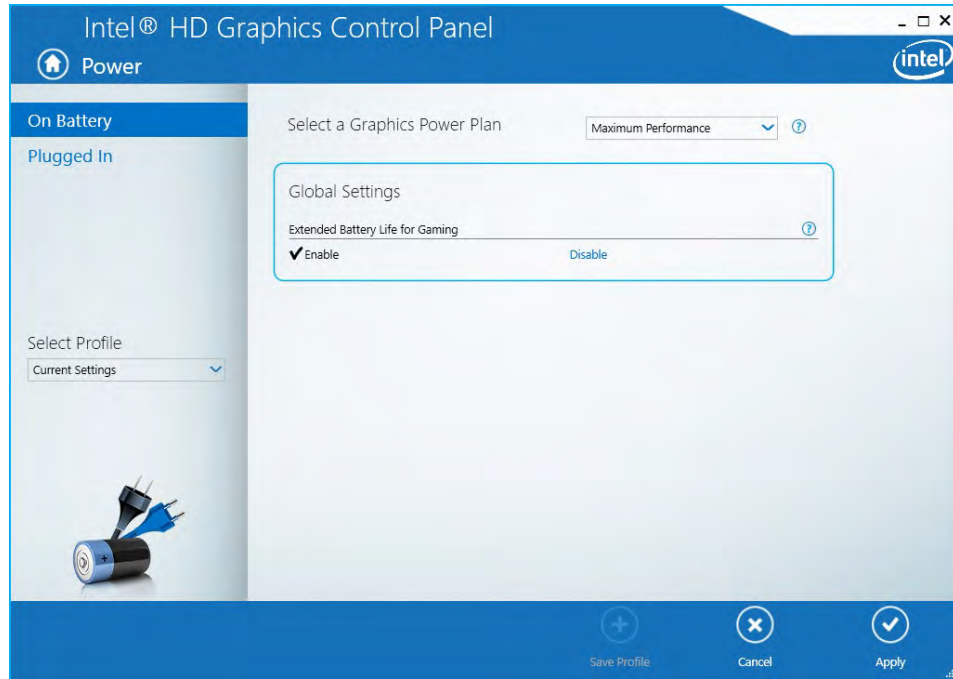 Intel® HD Graphics Control Panel
Power
intel
On Battery
Plugged In
Select Profile
Current Settings
Select a Graphics Power Plan
Maximum Performance
?
Global Settings
Extended Battery Life for Gaming
?
Enable
Disable
Save Profile
Cancel
Apply